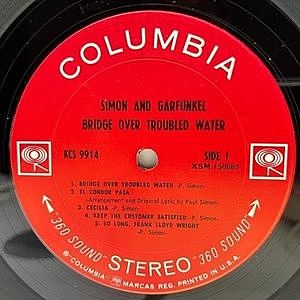 COLUMBIA
SIMON AND GARFUNKEL
BRIDGE OVER TROUBLED WATER
KCS 9914
SIDE 1
XSM 150685
1. BRIDGE OVER TROUBLED WATER -P. Simon-
2. EL CONDOR PASA
-Arrangement and Original Lyric by Paul Simon-
3. CECILIA -P. Simon-
4. KEEP THE CUSTOMER SATISFIED -P. Simon-
5. SO LONG, FRANK LLOYD WRIGHT
-P. Simon-
"360 SOUND" STEREO "360 SOUND"
"COLUMBIA", MARCAS REG. PRINTED IN U.S.A.